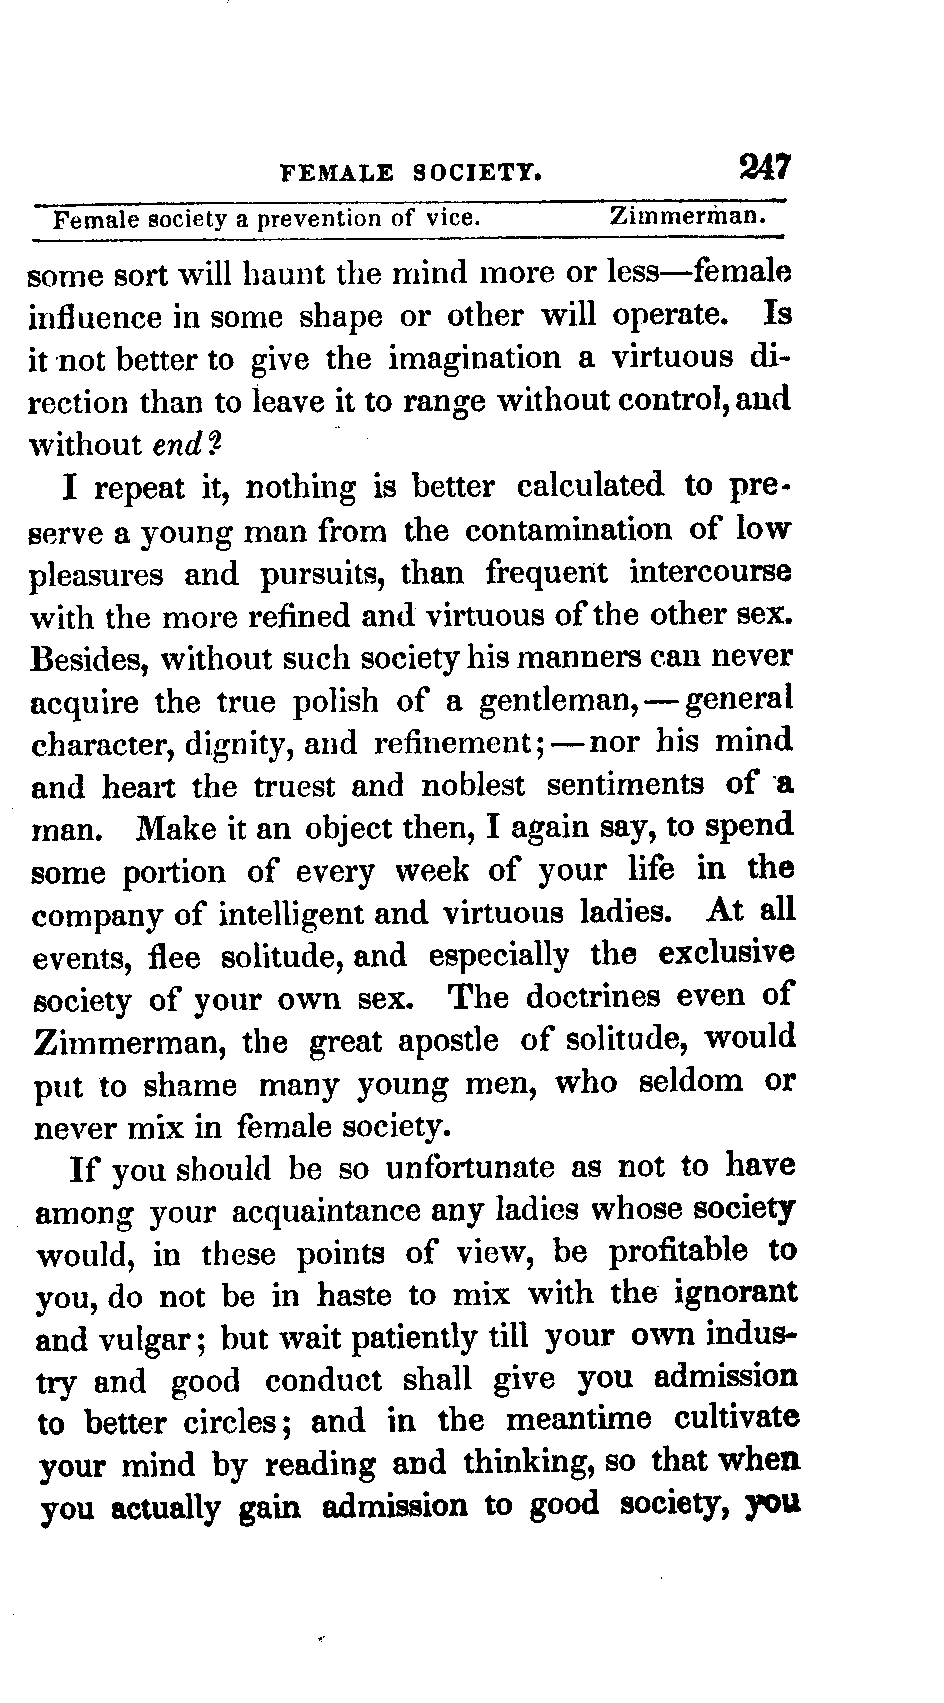 FEMALE SOCIETY. 247
Female society a prevention of vice. Zimmerman.
some sort will haunt the mind more or less—female
influence in some shape or other will operate. Is
it not better to give the imagination a virtuous di-
rection than to leave it to range without control, and
without end?
I repeat it, nothing is better calculated to pre-
serve a young man from the contamination of low
pleasures and pursuits, than frequent intercourse
with the more refined and virtuous of the other sex.
Besides, without such society his manners can never
acquire the true polish of a gentleman,—general
character, dignity, and refinement;—nor his mind
and heart the truest and noblest sentiments of a
man. Make it an object then, I again say, to spend
some portion of every week of your life in the
company of intelligent and virtuous ladies. At all
events, flee solitude, and especially the exclusive
society of your own sex. The doctrines even of
Zimmerman, the great apostle of solitude, would
put to shame many young men, who seldom or
never mix in female society.
If you should be so unfortunate as not to have
among your acquaintance any ladies whose society
would, in these points of view, be profitable to
you, do not be in haste to mix with the ignorant
and vulgar; but wait patiently till your own indus-
try and good conduct shall give you admission
to better circles; and in the meantime cultivate
your mind by reading and thinking, so that when
you actually gain admission to good society, you